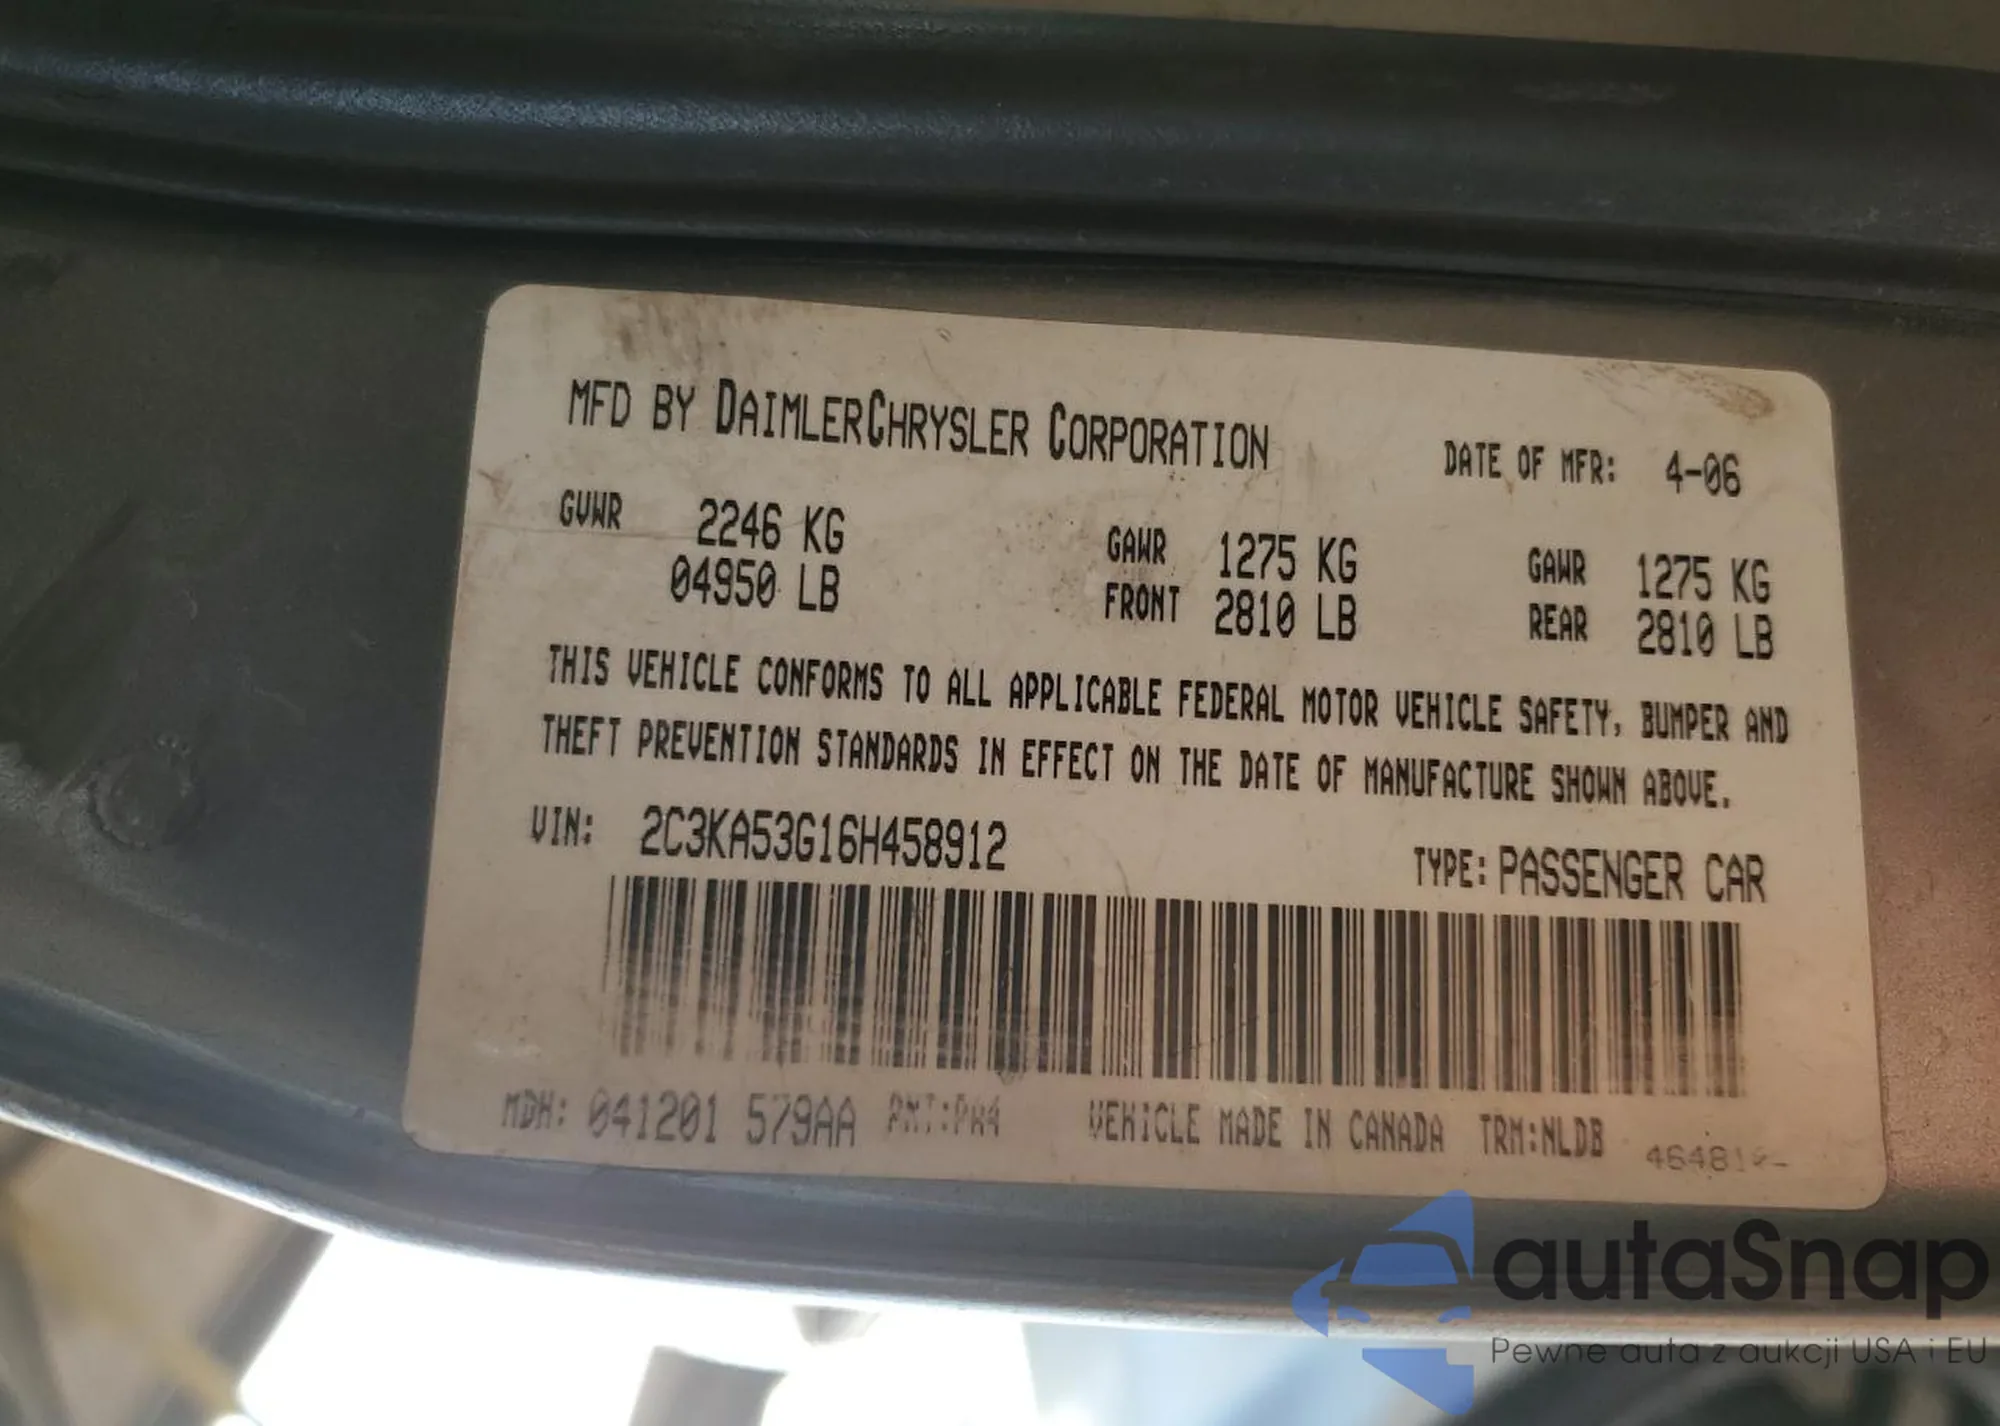 MFD BY DAIMLERCHRYSLER CORPORATION DATE OF MFR: 4-06
GVWR 2246 KG GAWR 1275 KG GAWR 1275 KG
04950 LB FRONT 2810 LB REAR 2810 LB
THIS VEHICLE CONFORMS TO ALL APPLICABLE FEDERAL MOTOR VEHICLE SAFETY, BUMPER AND
THEFT PREVENTION STANDARDS IN EFFECT ON THE DATE OF MANUFACTURE SHOWN ABOVE.
VIN: 2C3KA53G16H458912 TYPE: PASSENGER CAR
MDH: 041201 579AA PNT:PW4 VEHICLE MADE IN CANADA TRM:NLDB
autaSnap
Pewne auta z aukcji USA i EU